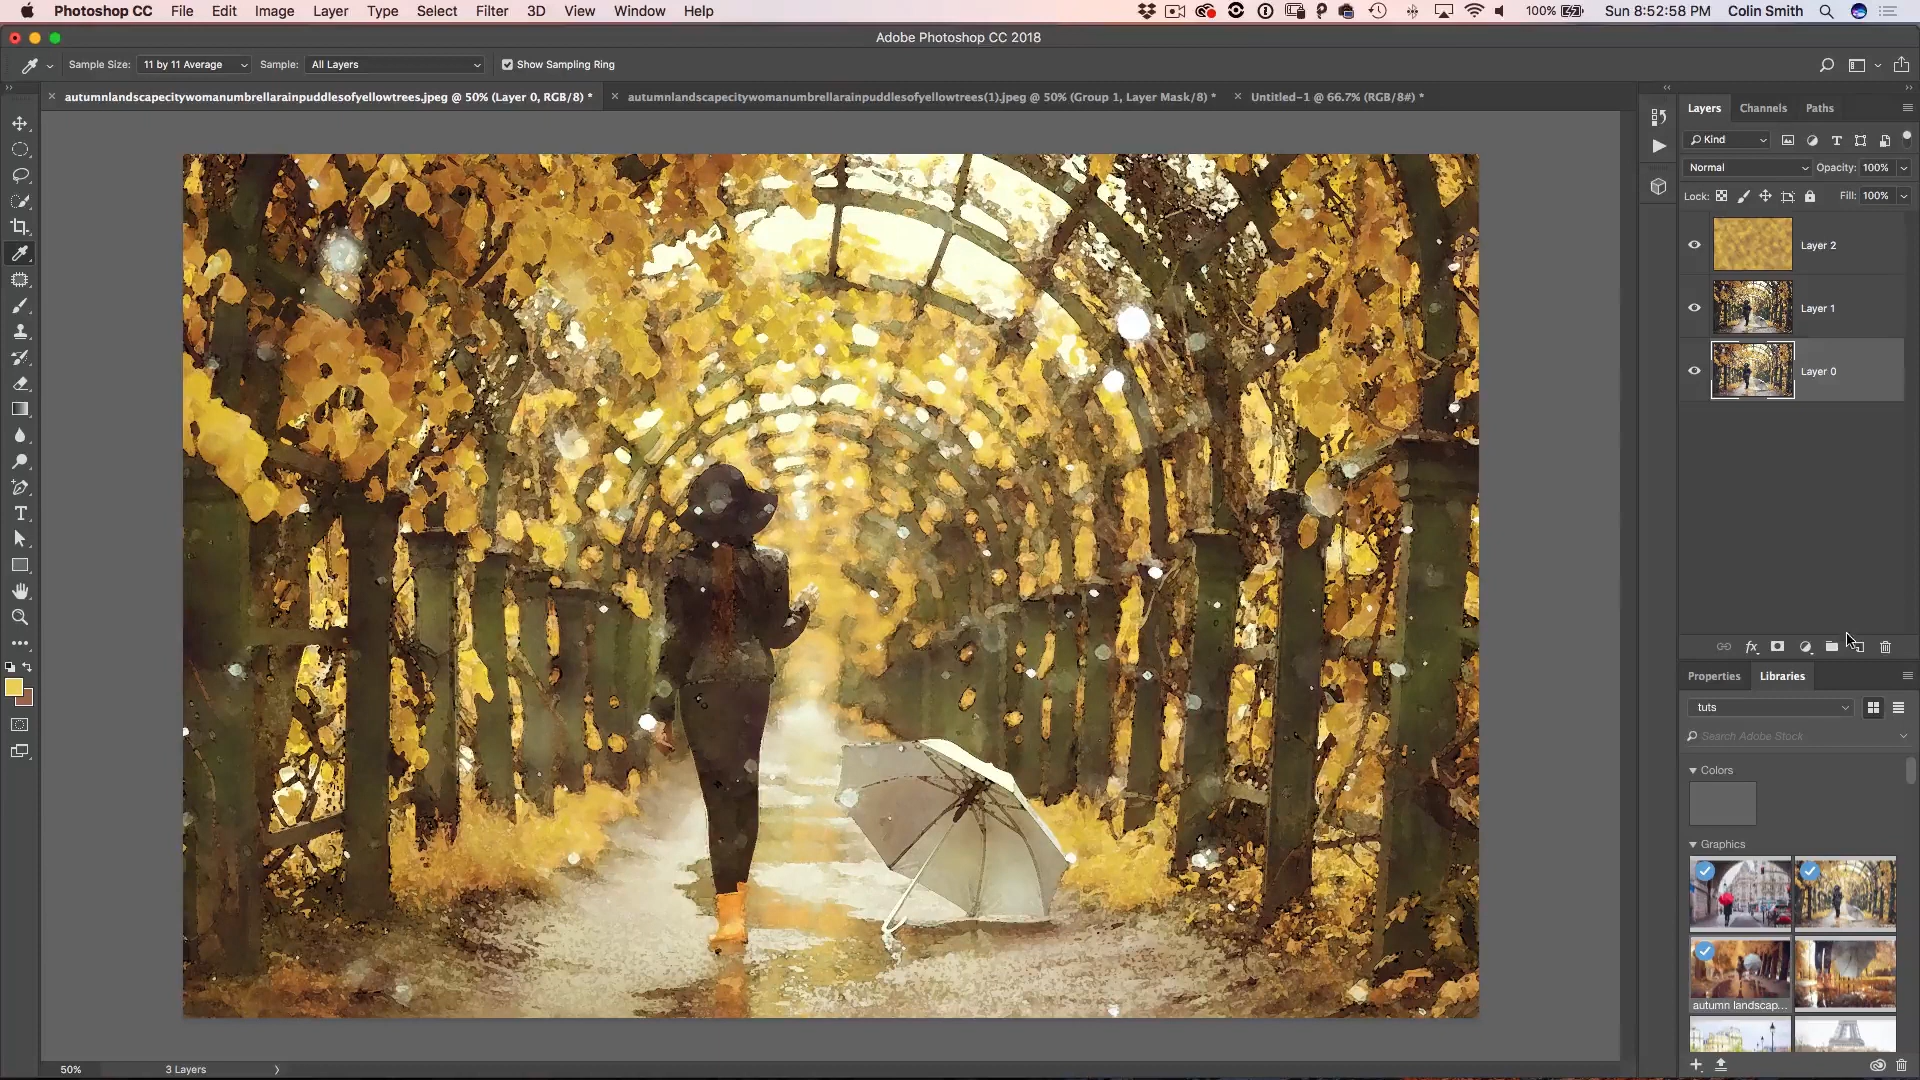 Photoshop CC File Edit Image Layer Type Select Filter 3D View Window Help 100% Sun 8:52:58 PM Colin Smith
Adobe Photoshop CC 2018
Sample Size: 11 by 11 Average Sample: All Layers Show Sampling Ring
autumnlandscapecitywomanumbrellarainpuddlesofyellowtrees.jpeg @ 50% (Layer 0, RGB/8) * autumnlandscapecitywomanumbrellarainpuddlesofyellowtrees(1).jpeg @ 50% (Group 1, Layer Mask/8) * Untitled-1 @ 66.7% (RGB/8#) *
Layers Channels Paths
Kind
Normal Opacity: 100%
Lock: Fill: 100%
Layer 2
Layer 1
Layer 0
fx
Properties Libraries
tuts
Search Adobe Stock
Colors
Graphics
autumn landscap...
50% 3 Layers